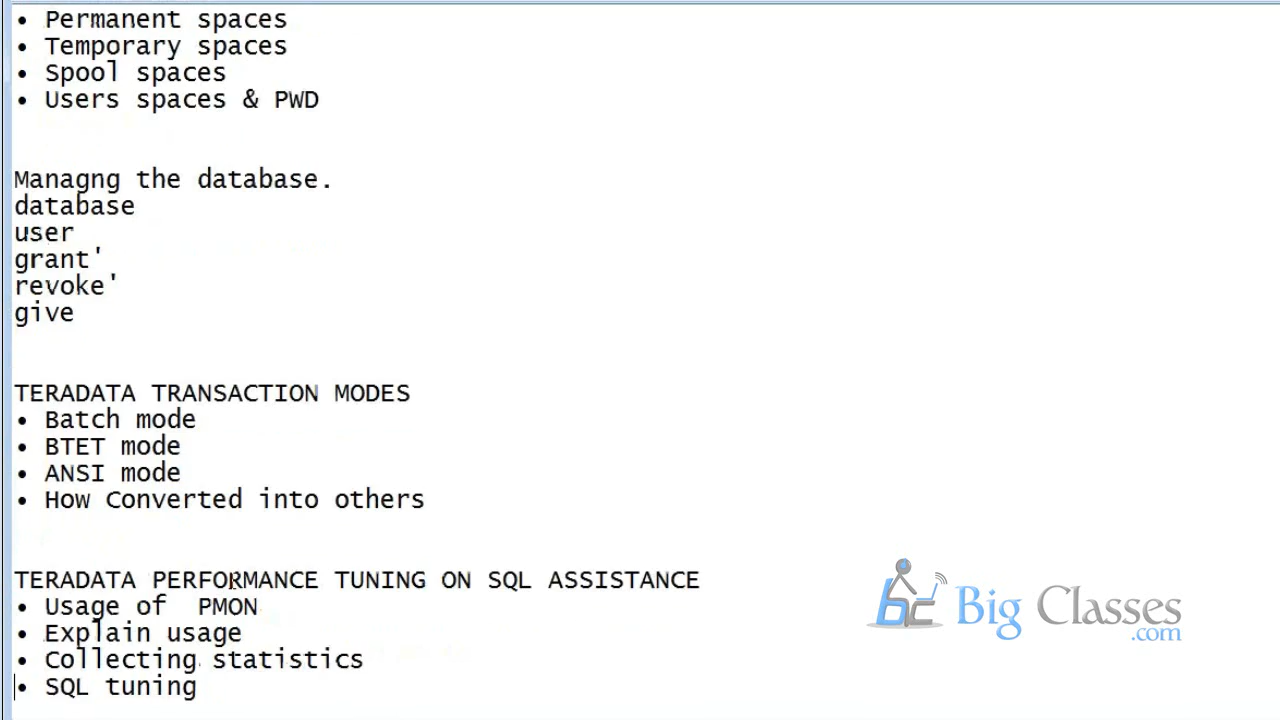 • Permanent spaces
• Temporary spaces
• Spool spaces
• Users spaces & PWD
Managng the database.
database
user
grant'
revoke'
give
TERADATA TRANSACTION MODES
• Batch mode
• BTET mode
• ANSI mode
• How Converted into others
TERADATA PERFORMANCE TUNING ON SQL ASSISTANCE
• Usage of  PMON
• Explain usage
• Collecting statistics
• SQL tuning
bc Big Classes
.com